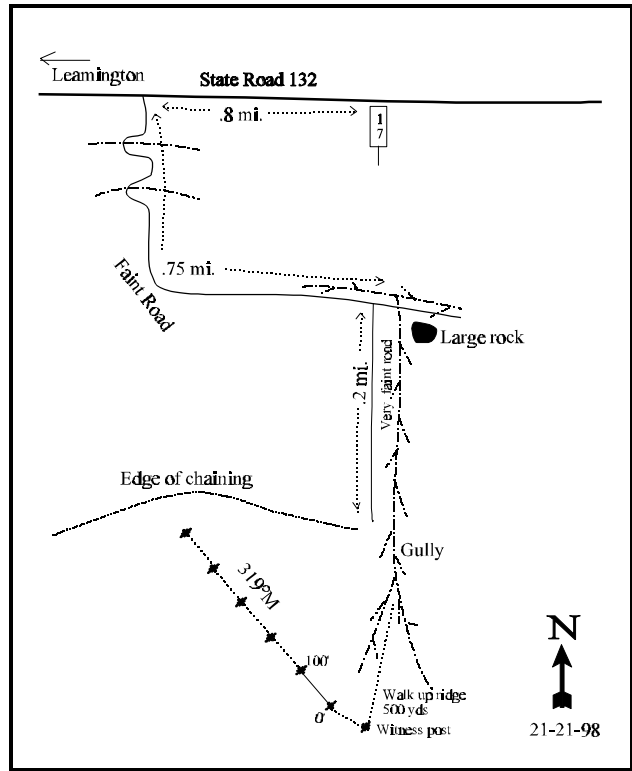 Leamington
State Road 132
.8 mi.
1
7
.75 mi.
Faint Road
Large rock
.2 mi.
Very faint road
Edge of chaining
Gully
319°M
100'
0'
Walk up ridge
500 yds
Witness post
N
21-21-98